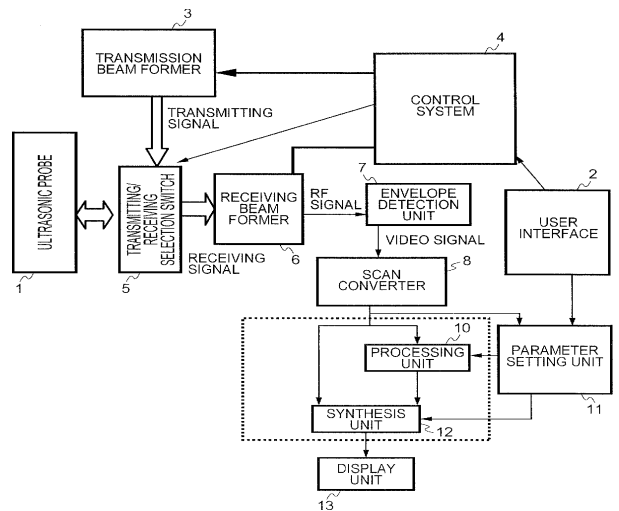 3
TRANSMISSION
BEAM FORMER
4
CONTROL
SYSTEM
TRANSMITTING
SIGNAL
ULTRASONIC PROBE
1
TRANSMITTING/
RECEIVING
SELECTION SWITCH
5
RECEIVING
SIGNAL
RECEIVING
BEAM
FORMER
6
RF
SIGNAL
7
ENVELOPE
DETECTION
UNIT
2
USER
INTERFACE
VIDEO SIGNAL
8
SCAN
CONVERTER
10
PROCESSING
UNIT
PARAMETER
SETTING UNIT
11
SYNTHESIS
UNIT
12
DISPLAY
UNIT
13